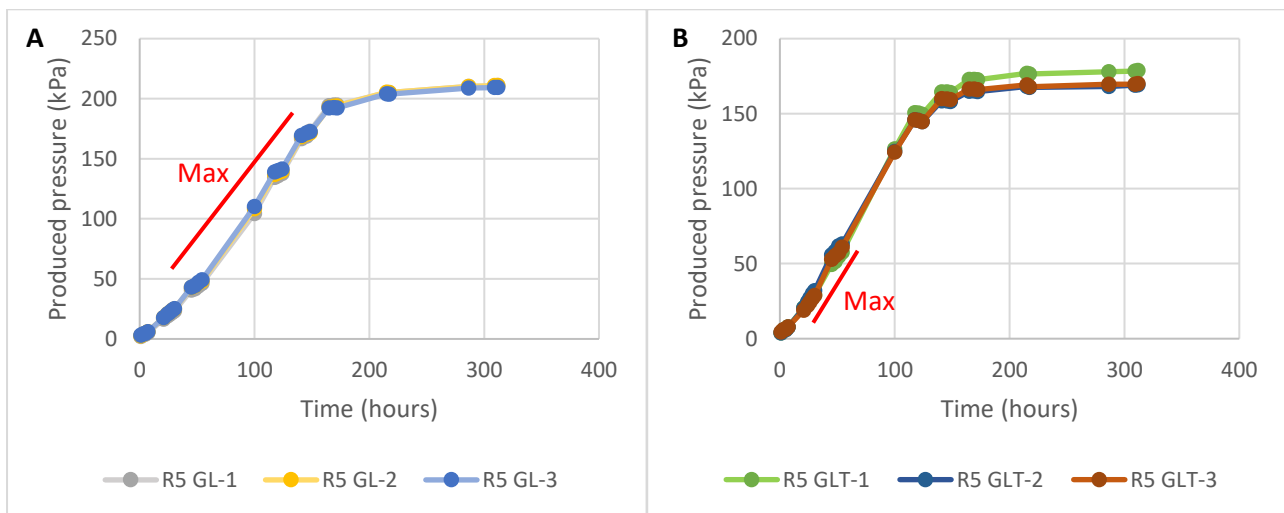 A
Produced pressure (kPa)
250
200
150
100
50
0
Max
0 100 200 300 400
Time (hours)
R5 GL-1 R5 GL-2 R5 GL-3
B
Produced pressure (kPa)
200
150
100
50
0
Max
0 100 200 300 400
Time (hours)
R5 GLT-1 R5 GLT-2 R5 GLT-3